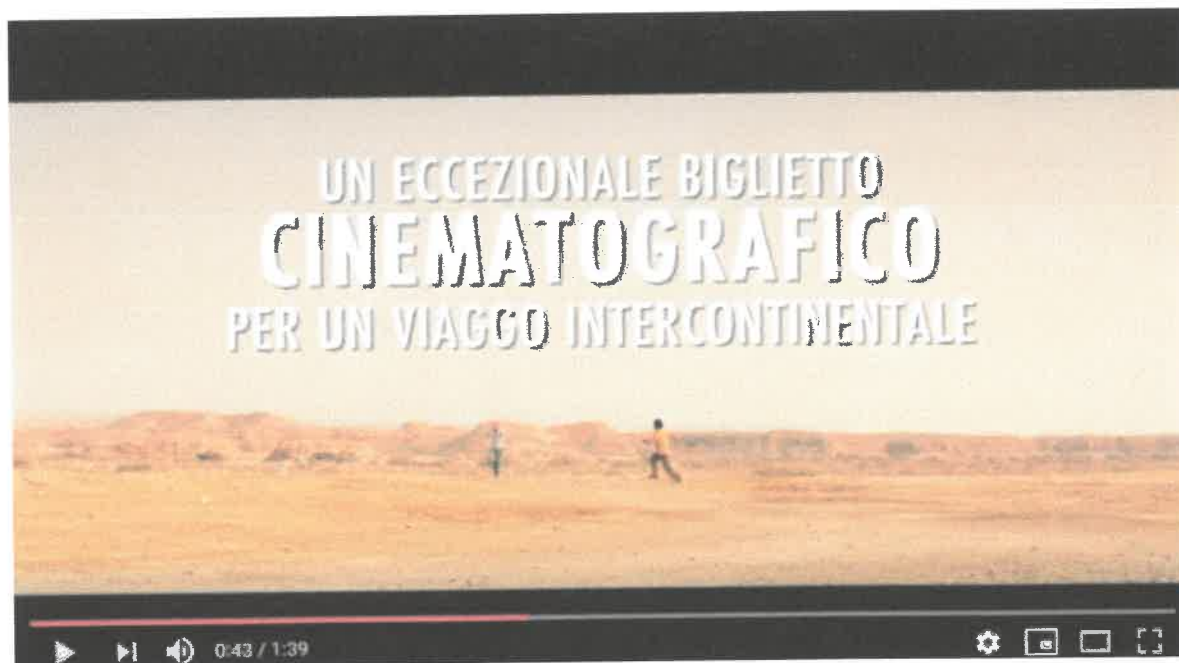 UN ECCEZIONALE BIGLIETTO
CINEMATOGRAFICO
PER UN VIAGGO INTERCONTINENTALE
0:43 / 1:39